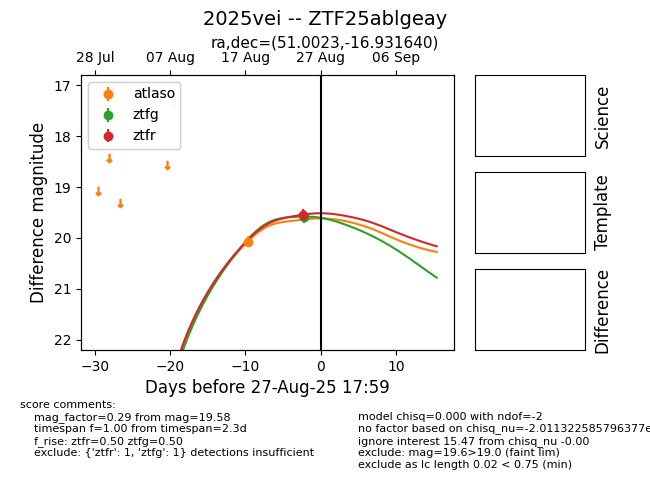 2025vei -- ZTF25ablgeay
ra,dec=(51.0023,-16.931640)
28 Jul
07 Aug
17 Aug
27 Aug
06 Sep
atlaso
ztfg
ztfr
17
18
19
20
21
22
Difference magnitude
−30
−20
−10
0
10
Days before 27-Aug-25 17:59
Science
Template
Difference
score comments:
mag_factor=0.29 from mag=19.58
timespan f=1.00 from timespan=2.3d
f_rise: ztfr=0.50 ztfg=0.50
exclude: {'ztfr': 1, 'ztfg': 1} detections insufficient
model chisq=0.000 with ndof=-2
no factor based on chisq_nu=-2.011322585796377e
ignore interest 15.47 from chisq_nu -0.00
exclude: mag=19.6>19.0 (faint lim)
exclude as lc length 0.02 < 0.75 (min)